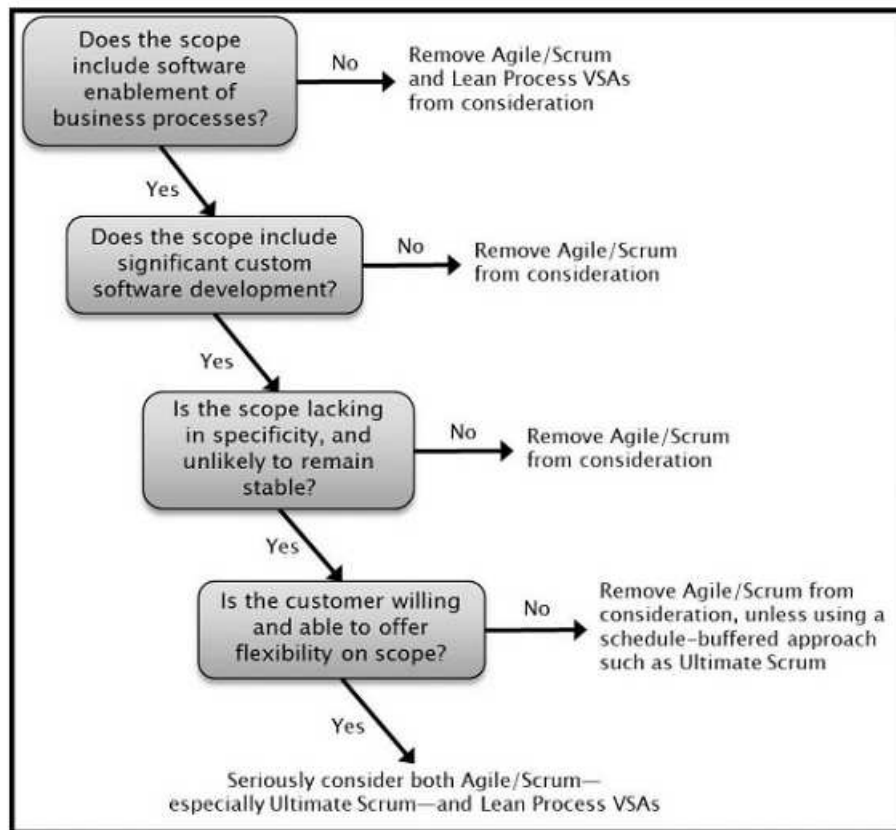 Does the scope
include software
enablement of
business processes?
No
Remove Agile/Scrum
and Lean Process VSAs
from consideration
Yes
Does the scope include
significant custom
software development?
No
Remove Agile/Scrum
from consideration
Yes
Is the scope lacking
in specificity, and
unlikely to remain
stable?
No
Remove Agile/Scrum
from consideration
Yes
Is the customer willing
and able to offer
flexibility on scope?
No
Remove Agile/Scrum from
consideration, unless using a
schedule-buffered approach
such as Ultimate Scrum
Yes
Seriously consider both Agile/Scrum—
especially Ultimate Scrum—and Lean Process VSAs